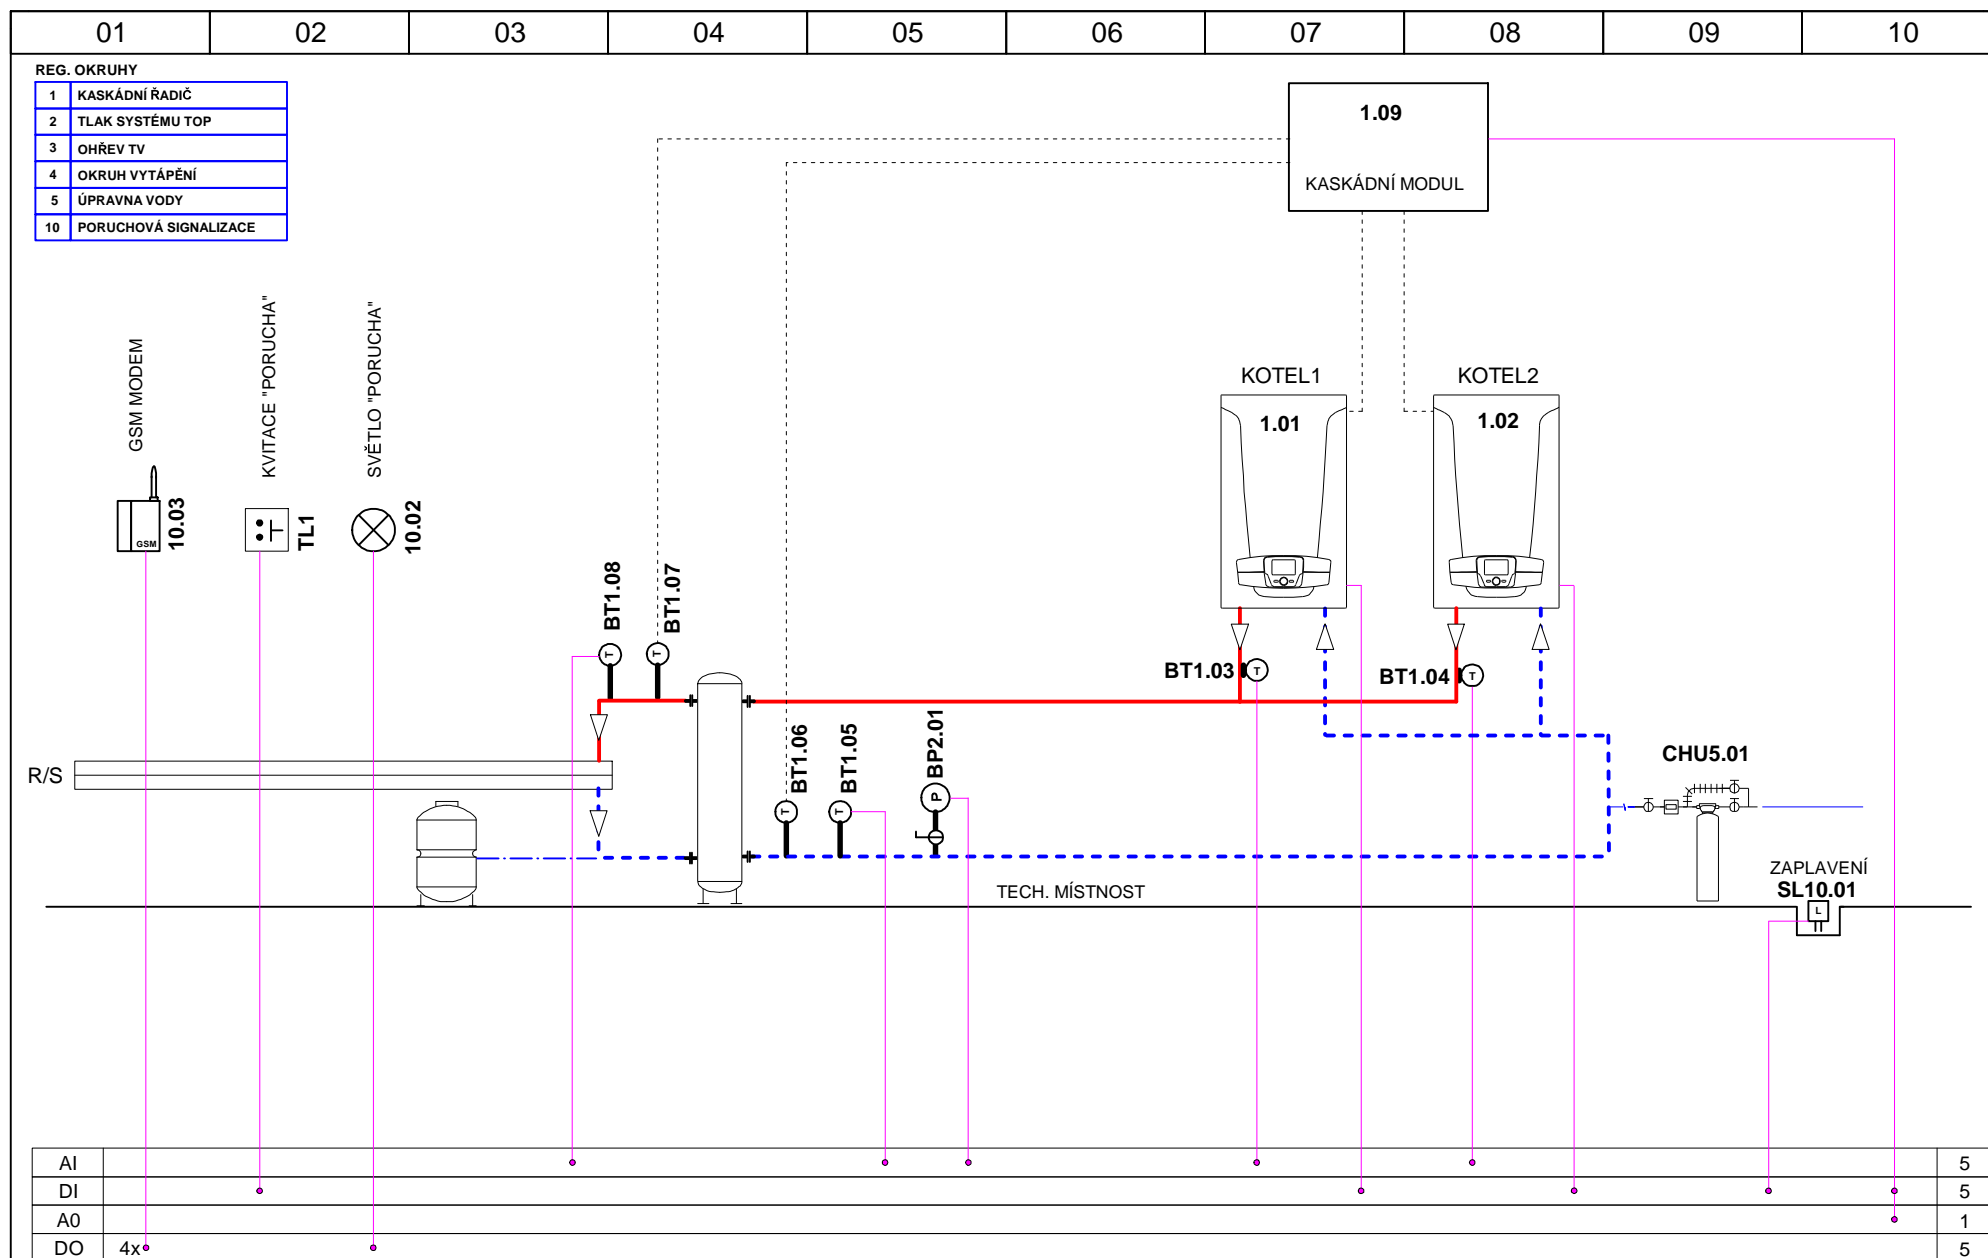 01 02 03 04 05 06 07 08 09 10
REG. OKRUHY
1 KASKÁDNÍ ŘADIČ
2 TLAK SYSTÉMU TOP
3 OHŘEV TV
4 OKRUH VYTÁPĚNÍ
5 ÚPRAVNA VODY
10 PORUCHOVÁ SIGNALIZACE
1.09
KASKÁDNÍ MODUL
GSM MODEM
KVITACE "PORUCHA"
SVĚTLO "PORUCHA"
GSM
10.03
TL1
10.02
KOTEL1
1.01
KOTEL2
1.02
BT1.08
T
BT1.07
T
BT1.03
T
BT1.04
T
R/S
BT1.06
T
BT1.05
T
BP2.01
P
CHU5.01
TECH. MÍSTNOST
ZAPLAVENÍ
SL10.01
L
AI 5
DI 5
A0 1
DO 4x 5